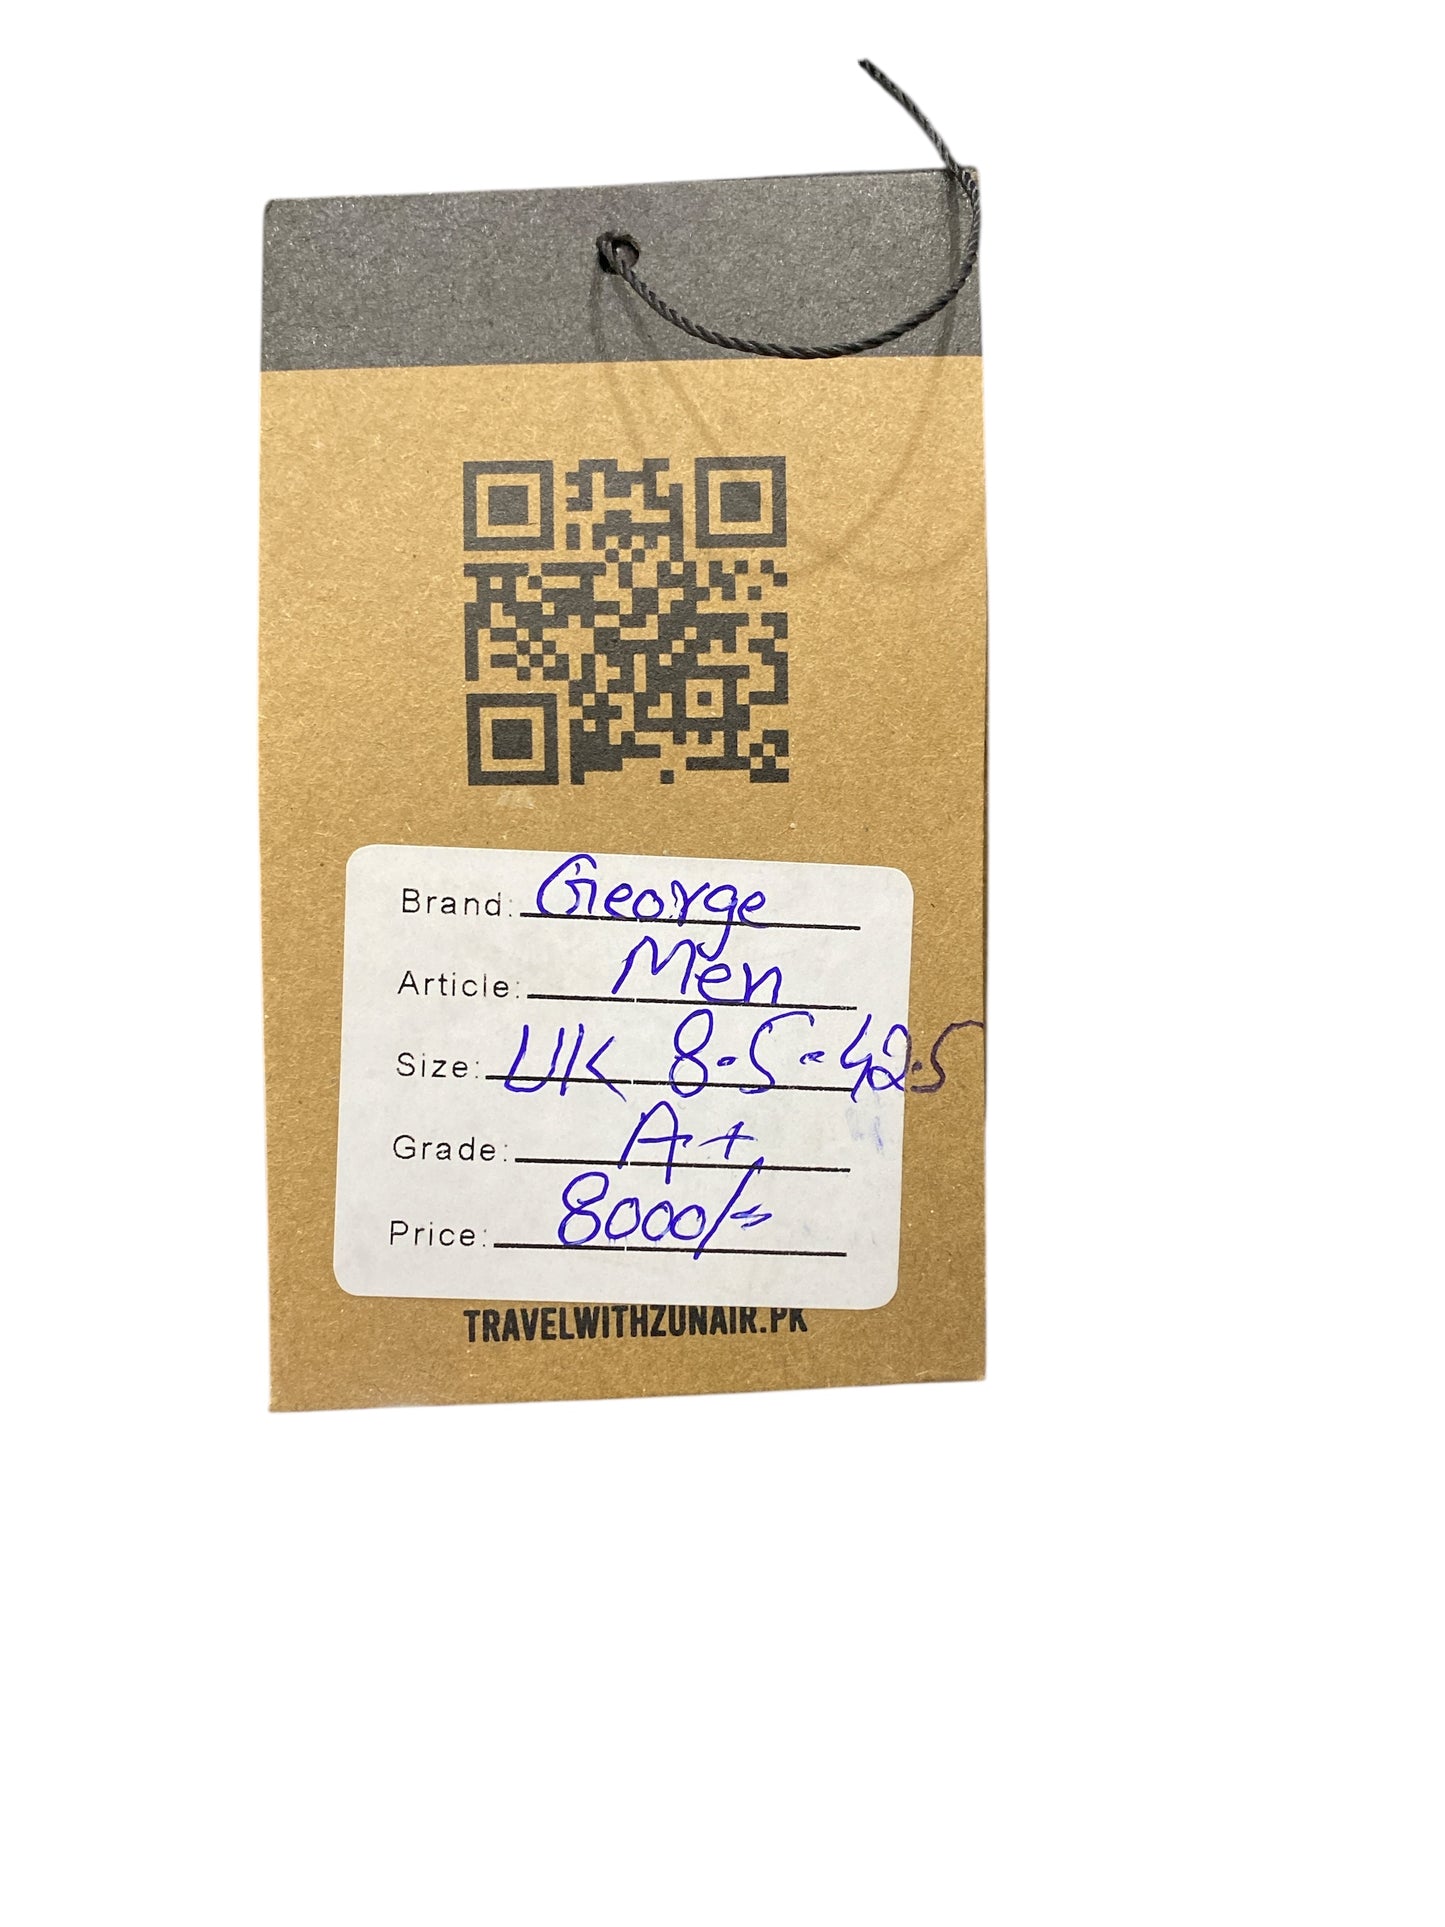 Brand: George
Article: Men
Size: UK 8.5-42.5
Grade: A+
Price: 8000/=
TRAVELWITHZUNAIR.PK